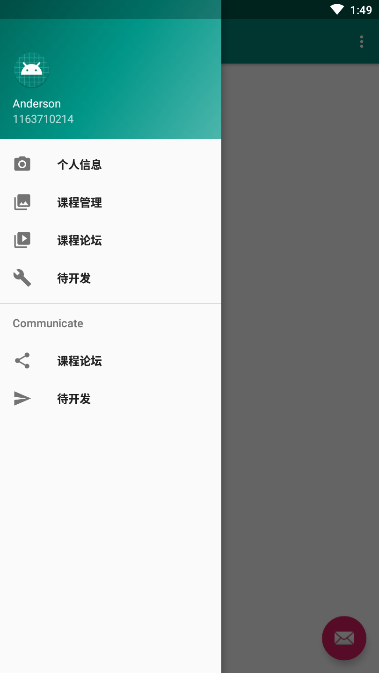 1:49
Anderson
1163710214
个人信息
课程管理
课程论坛
待开发
Communicate
课程论坛
待开发